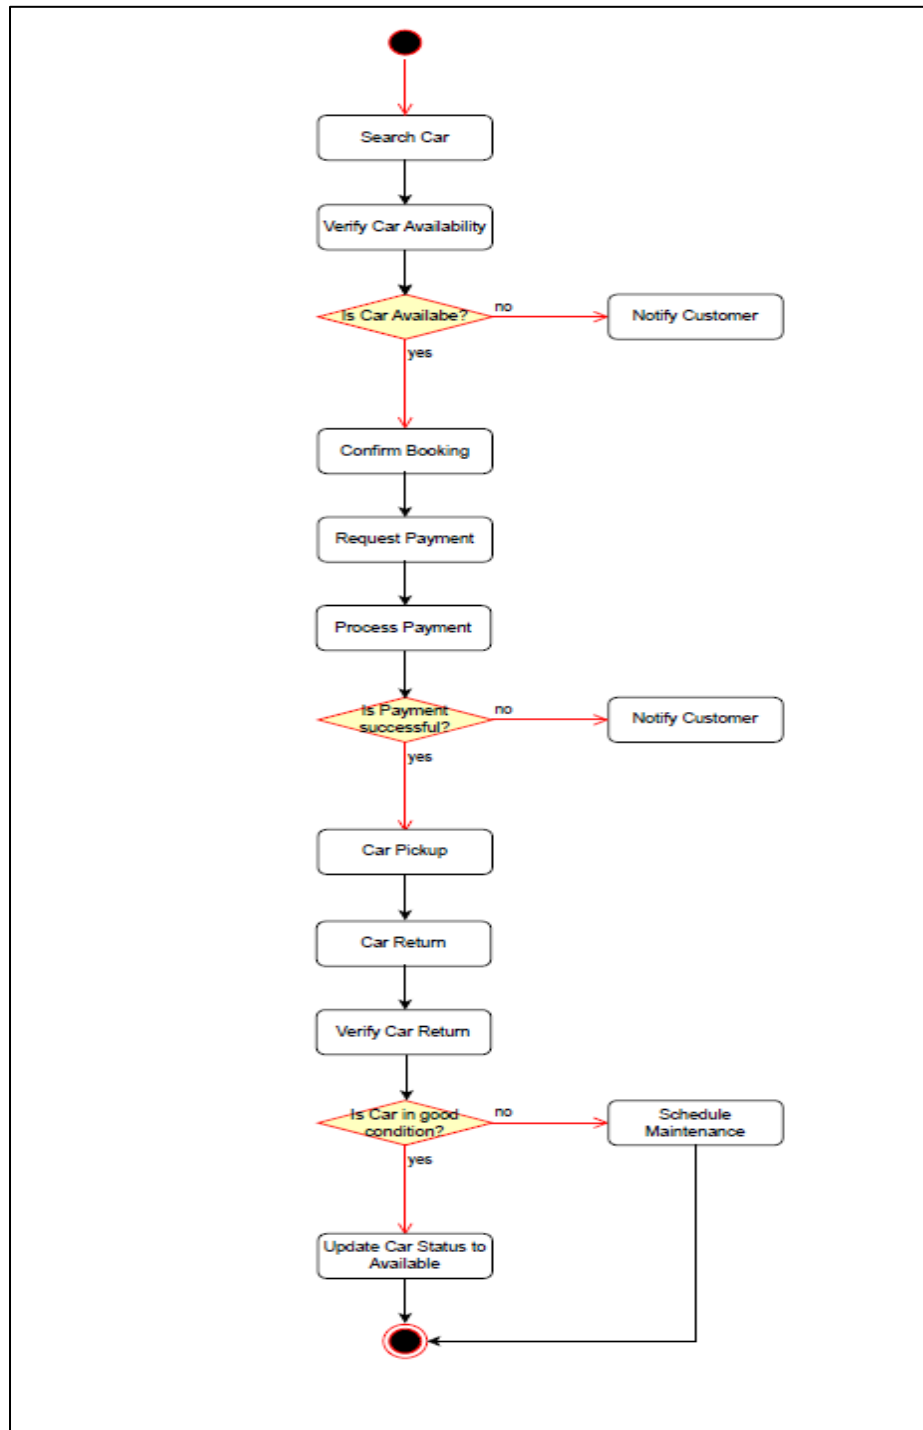 Search Car
Verify Car Availability
Is Car Availabe?
no
Notify Customer
yes
Confirm Booking
Request Payment
Process Payment
Is Payment
successful?
no
Notify Customer
yes
Car Pickup
Car Return
Verify Car Return
Is Car in good
condition?
no
Schedule
Maintenance
yes
Update Car Status to
Available